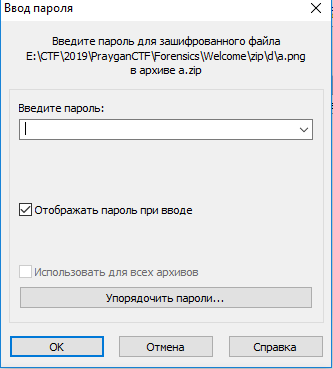 Ввод пароля
Введите пароль для зашифрованного файла
E:\CTF\2019\PrayganCTF\Forensics\Welcome\zip\d\a.png
в архиве a.zip
Введите пароль:
Отображать пароль при вводе
Использовать для всех архивов
Упорядочить пароли...
ОК
Отмена
Справка